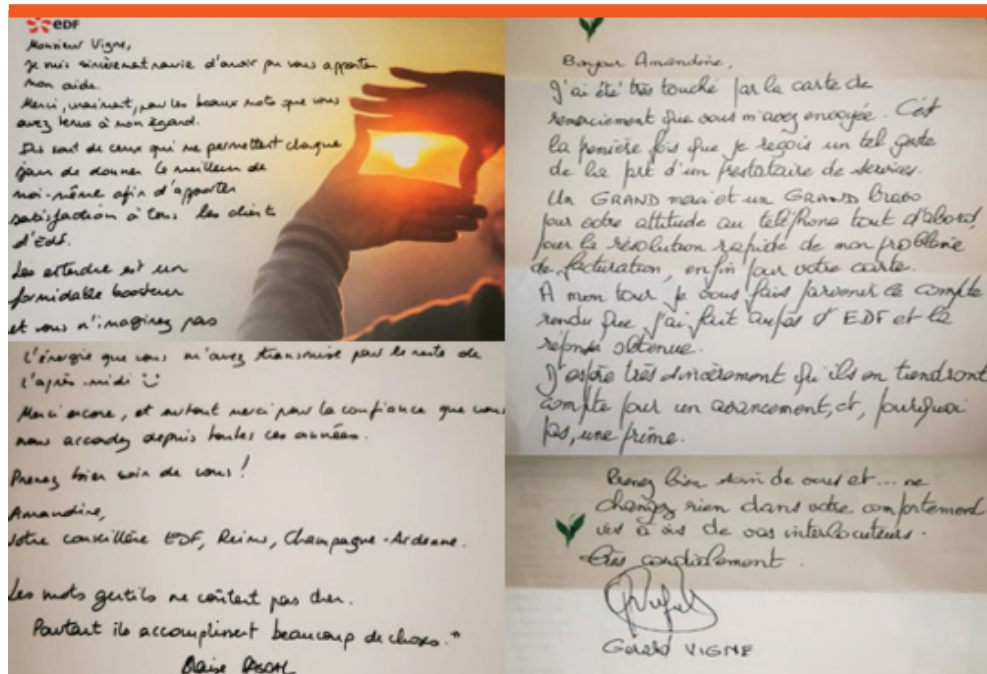 eDF
Monsieur Vigne,
Je suis sincèrement ravie d'avoir pu vous apporter
mon aide.
Merci, vraiment, pour les beaux mots que vous
avez tenus à mon égard.
Ils sont de ceux qui me permettent chaque
jour de donner le meilleur de
moi-même afin d'apporter
satisfaction à tous les clients
d'EDF.
Les entendre est un
formidable booster
et vous n'imaginez pas
l'énergie que vous m'avez transmise pour le reste de
l'après-midi
Merci encore, et surtout merci pour la confiance que vous
nous accordez depuis toutes ces années.
Prenez bien soin de vous !
Amandine,
votre conseillère EDF, Reims, Champagne-Ardenne.
Les mots gentils ne coûtent pas cher.
Pourtant ils accomplissent beaucoup de choses."
Blaise PASCAL
Bonjour Amandine,
J'ai été très touché par la carte de
remerciement que vous m'avez envoyée. C'est
la première fois que je reçois un tel geste
de la part d'un prestataire de services.
Un GRAND merci et un GRAND bravo
pour votre attitude au téléphone tout d'abord,
pour la résolution rapide de mon problème
de facturation, enfin pour votre carte.
A mon tour, je vous fais parvenir le compte
rendu que j'ai fait auprès d'EDF et la
réponse obtenue.
J'espère très sincèrement qu'ils en tiendront
compte pour un avancement, et, pourquoi
pas, une prime.
Prenez bien soin de vous et... ne
changez rien dans votre comportement
vis à vis de vos interlocuteurs.
Très cordialement.
Gérald VIGNE